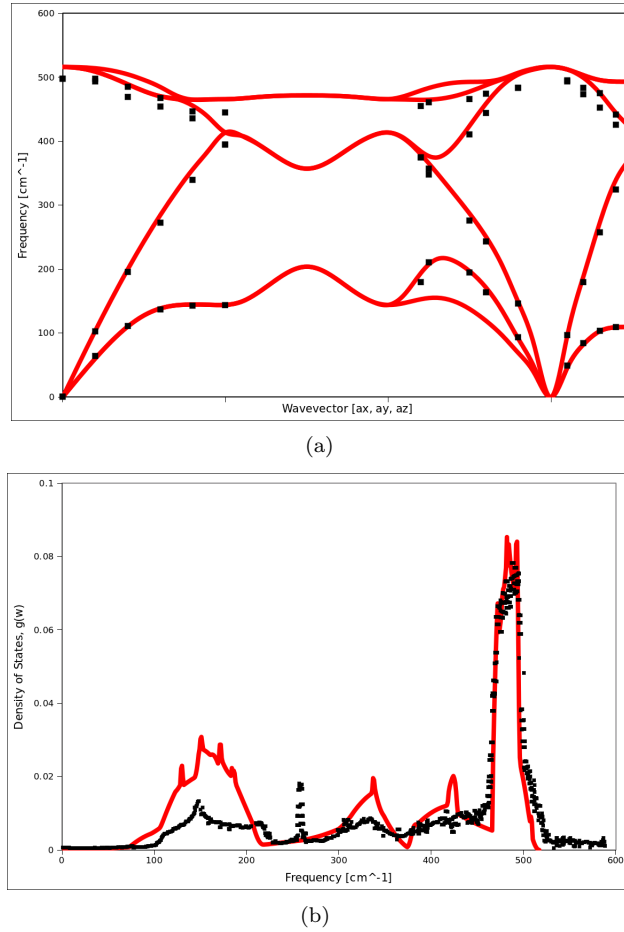 600
500
400
300
200
100
0
Frequency [cm^-1]
Wavevector [ax, ay, az]
(a)
0.1
0.08
0.06
0.04
0.02
0
Density of States, g(w)
0 100 200 300 400 500 600
Frequency [cm^-1]
(b)